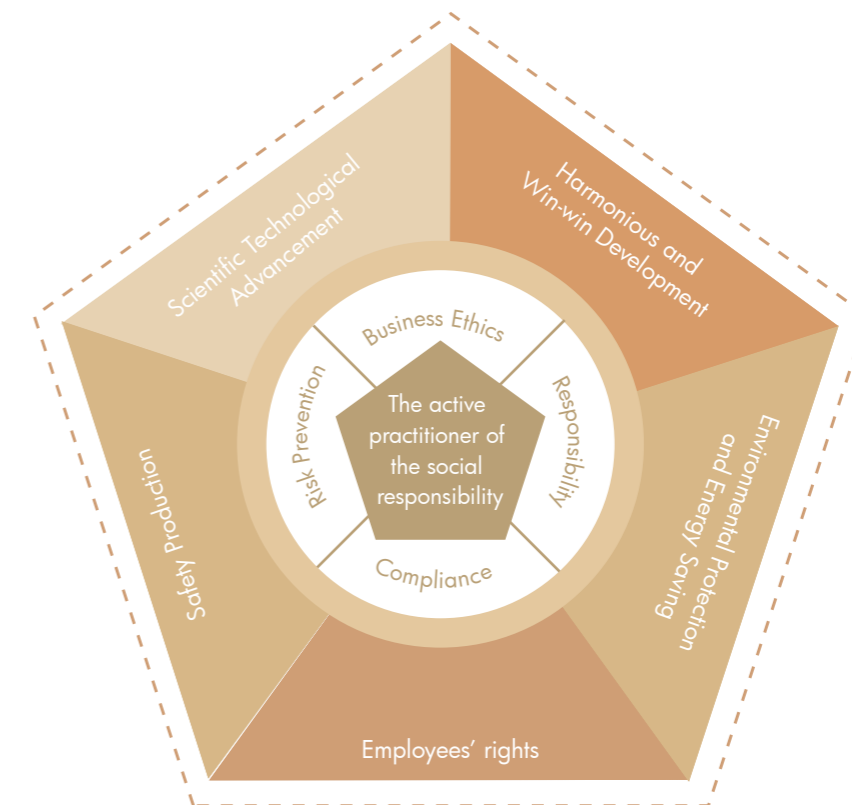 Scientific Technological
Advancement
Harmonious and
Win-win Development
Business Ethics
Risk Prevention
Responsibility
The active
practitioner of
the social
responsibility
Compliance
Safety Production
Environmental Protection
and Energy Saving
Employees’ rights